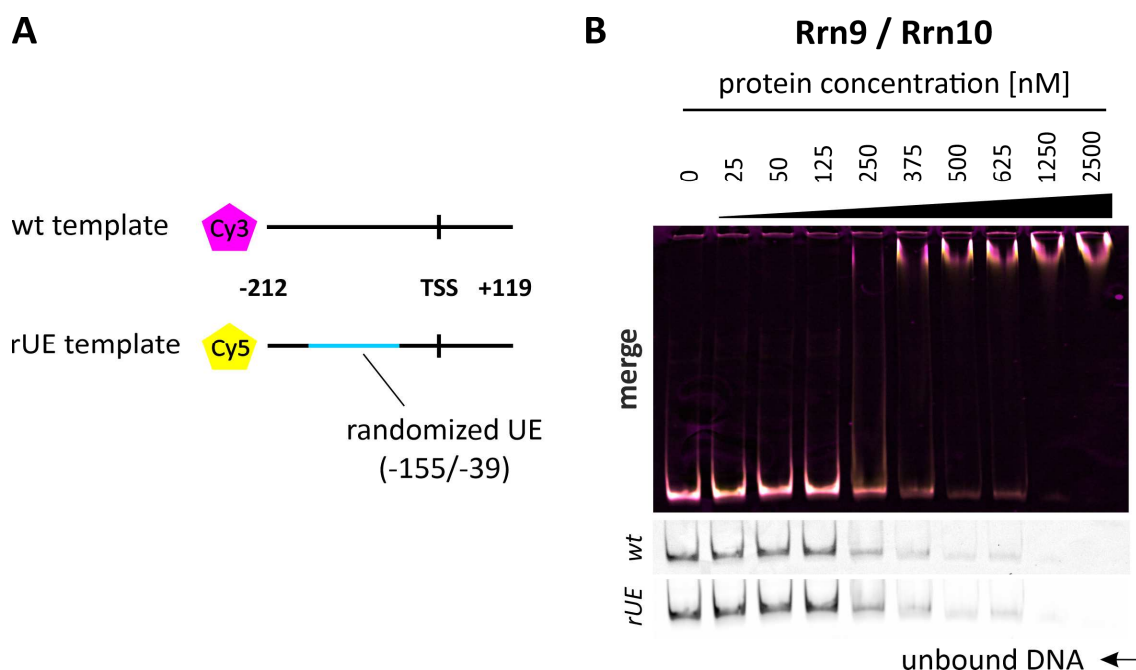 A
wt template
Cy3
-212
TSS
+119
rUE template
Cy5
randomized UE
(-155/-39)
B
Rrn9 / Rrn10
protein concentration [nM]
0
25
50
125
250
375
500
625
1250
2500
merge
wt
rUE
unbound DNA